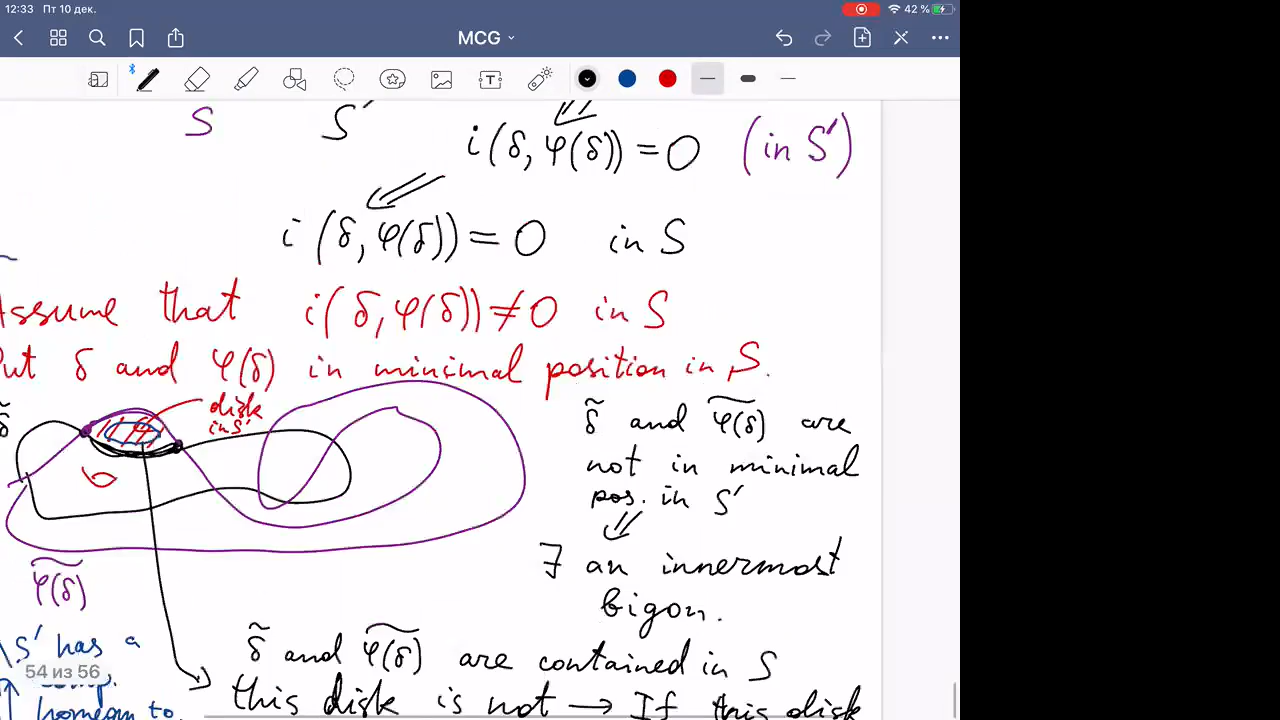 12:33 Пт 10 дек.
42 %
MCG
T
S S'
i(δ, φ(δ)) = 0 (in S')
i(δ, φ(δ)) = 0 in S
Assume that i(δ, φ(δ)) ≠ 0 in S
Put δ and φ(δ) in minimal position in S.
δ̃
disk
in S'
δ̃ and φ(δ)~ are
not in minimal
pos. in S'
∃ an innermost
bigon.
φ(δ)~
S' has a
comp.
homeom to
54 из 56
δ̃ and φ(δ)~ are contained in S
this disk is not → If this disk